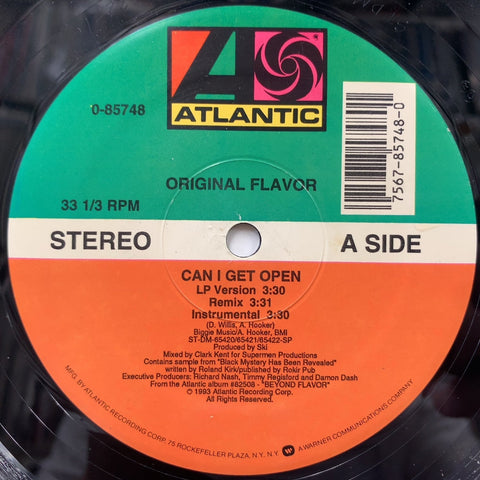 ATLANTIC
0-85748
7567-85748-0
ORIGINAL FLAVOR
33 1/3 RPM
STEREO
A SIDE
CAN I GET OPEN
LP Version 3:30
Remix 3:31
Instrumental 3:30
(D. Willis, A. Hooker)
Biggie Music/A. Hooker, BMI
ST-DM-65420/65421/65422-SP
Produced by Ski
Mixed by Clark Kent for Supermen Productions
Contains sample from "Black Mystery Has Been Revealed"
written by Roland Kirk/published by Rokir Pub
Executive Producers: Richard Nash, Timmy Regisford and Damon Dash
From the Atlantic album #82508 - "BEYOND FLAVOR"
© 1993 Atlantic Recording Corp.
All Rights Reserved.
MFG. BY ATLANTIC RECORDING CORP., 75 ROCKEFELLER PLAZA, N.Y. N.Y. A WARNER COMMUNICATIONS COMPANY